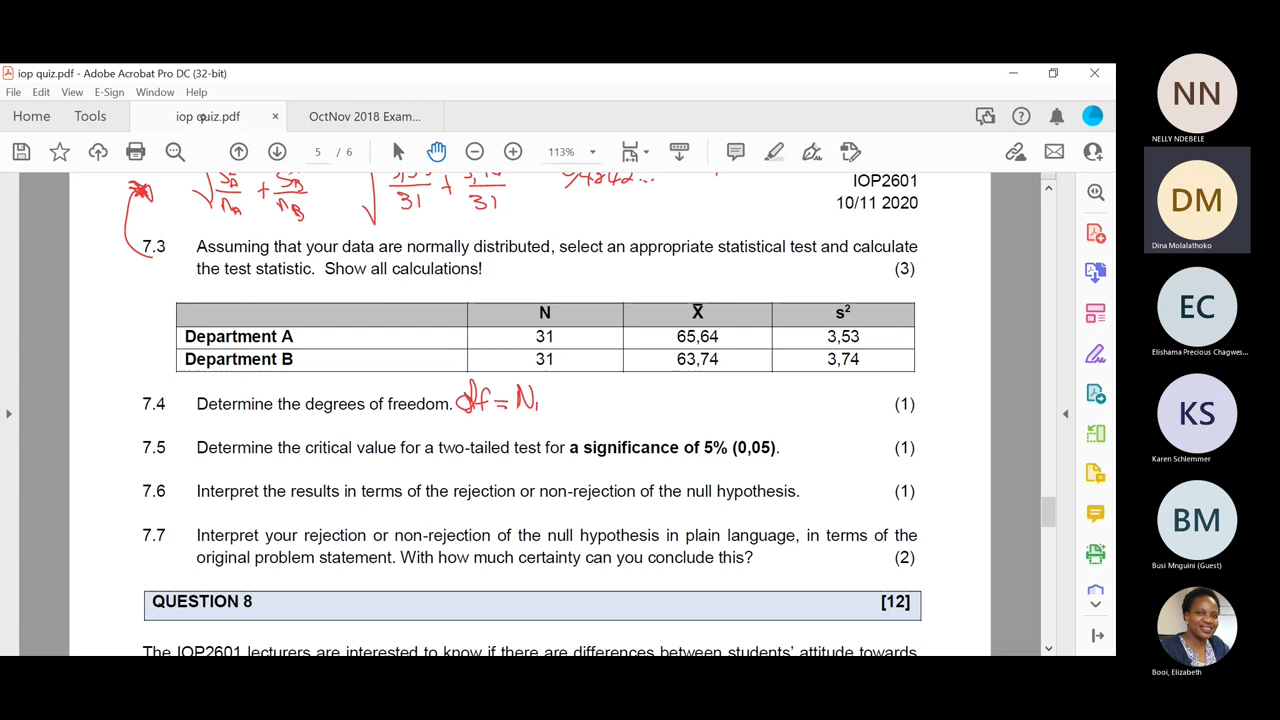 iop quiz.pdf - Adobe Acrobat Pro DC (32-bit)
File Edit View E-Sign Window Help
Home Tools iop quiz.pdf × OctNov 2018 Exam...
5 / 6 113%
31 + 31
IOP2601
10/11 2020
7.3 Assuming that your data are normally distributed, select an appropriate statistical test and calculate
the test statistic. Show all calculations! (3)
N X̅ s²
Department A 31 65,64 3,53
Department B 31 63,74 3,74
7.4 Determine the degrees of freedom. df = N, (1)
7.5 Determine the critical value for a two-tailed test for a significance of 5% (0,05). (1)
7.6 Interpret the results in terms of the rejection or non-rejection of the null hypothesis. (1)
7.7 Interpret your rejection or non-rejection of the null hypothesis in plain language, in terms of the
original problem statement. With how much certainty can you conclude this? (2)
QUESTION 8 [12]
The IOP2601 lecturers are interested to know if there are differences between students' attitude towards
NN
NELLY NDEBELE
DM
Dina Molalathoko
EC
Elishama Precious Chagwes...
KS
Karen Schlemmer
BM
Busi Mnguini (Guest)
Booi, Elizabeth